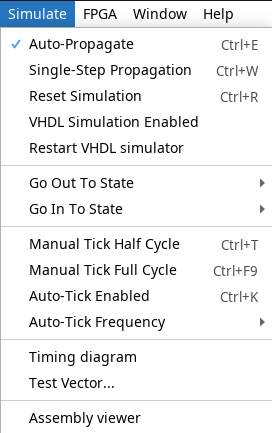 Simulate FPGA Window Help
Auto-Propagate Ctrl+E
Single-Step Propagation Ctrl+W
Reset Simulation Ctrl+R
VHDL Simulation Enabled
Restart VHDL simulator
Go Out To State
Go In To State
Manual Tick Half Cycle Ctrl+T
Manual Tick Full Cycle Ctrl+F9
Auto-Tick Enabled Ctrl+K
Auto-Tick Frequency
Timing diagram
Test Vector...
Assembly viewer